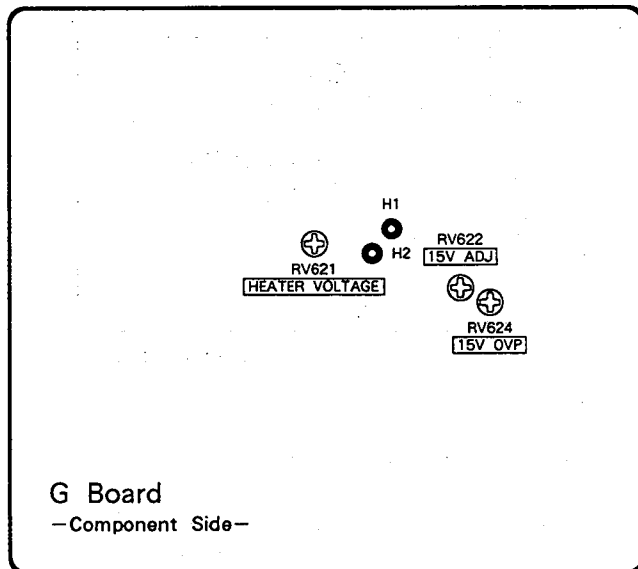 H1
H2
RV621
HEATER VOLTAGE
RV622
15V ADJ
RV624
15V OVP
G Board
—Component Side—